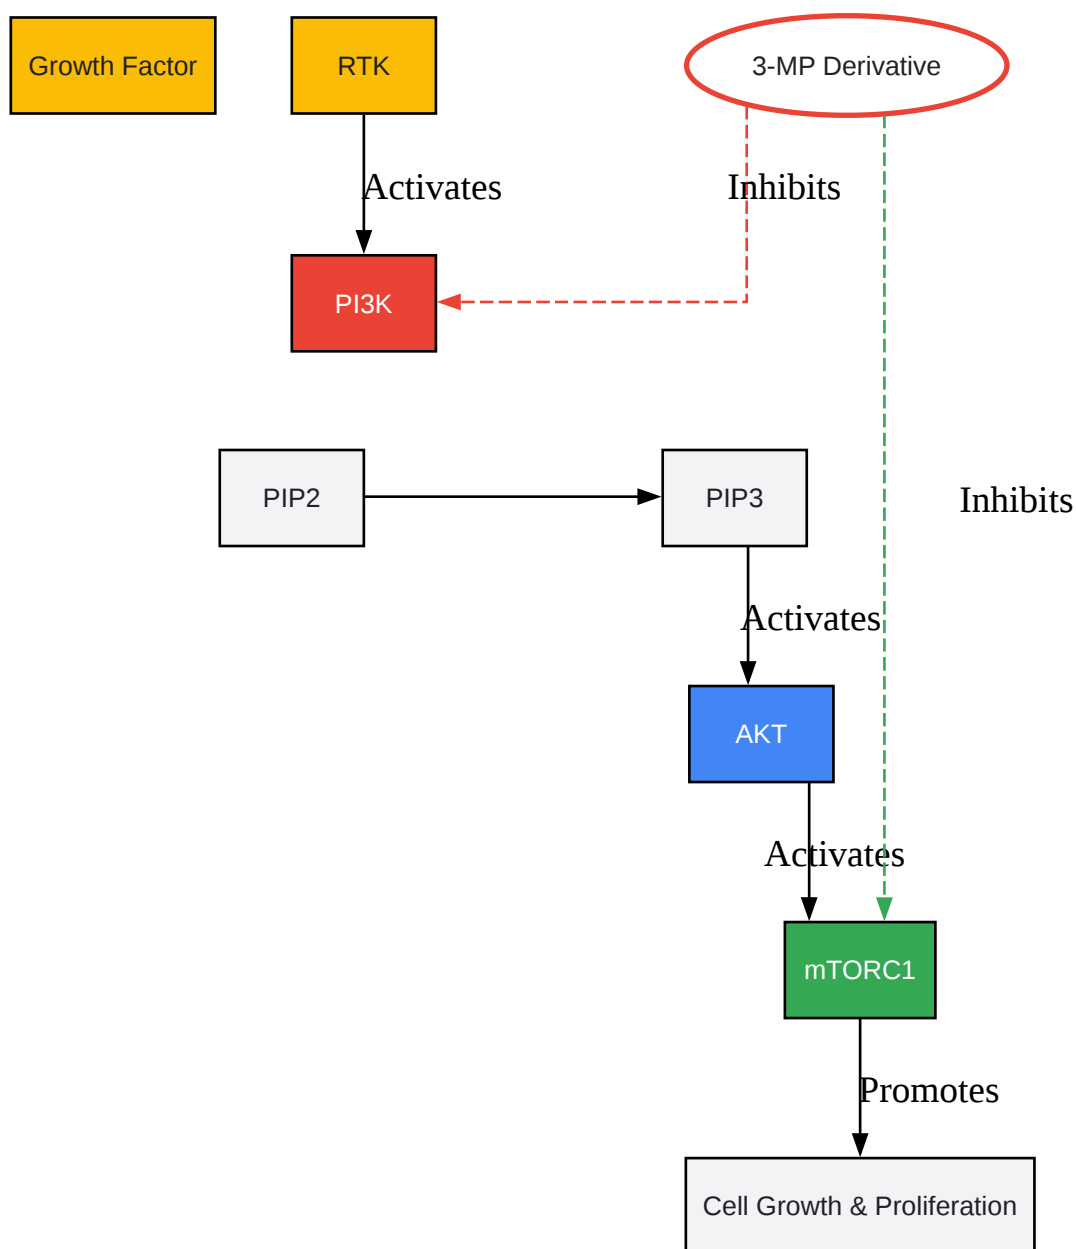 Growth Factor
RTK
3-MP Derivative
Activates
Inhibits
PI3K
PIP2
PIP3
Inhibits
Activates
AKT
Activates
mTORC1
Promotes
Cell Growth & Proliferation